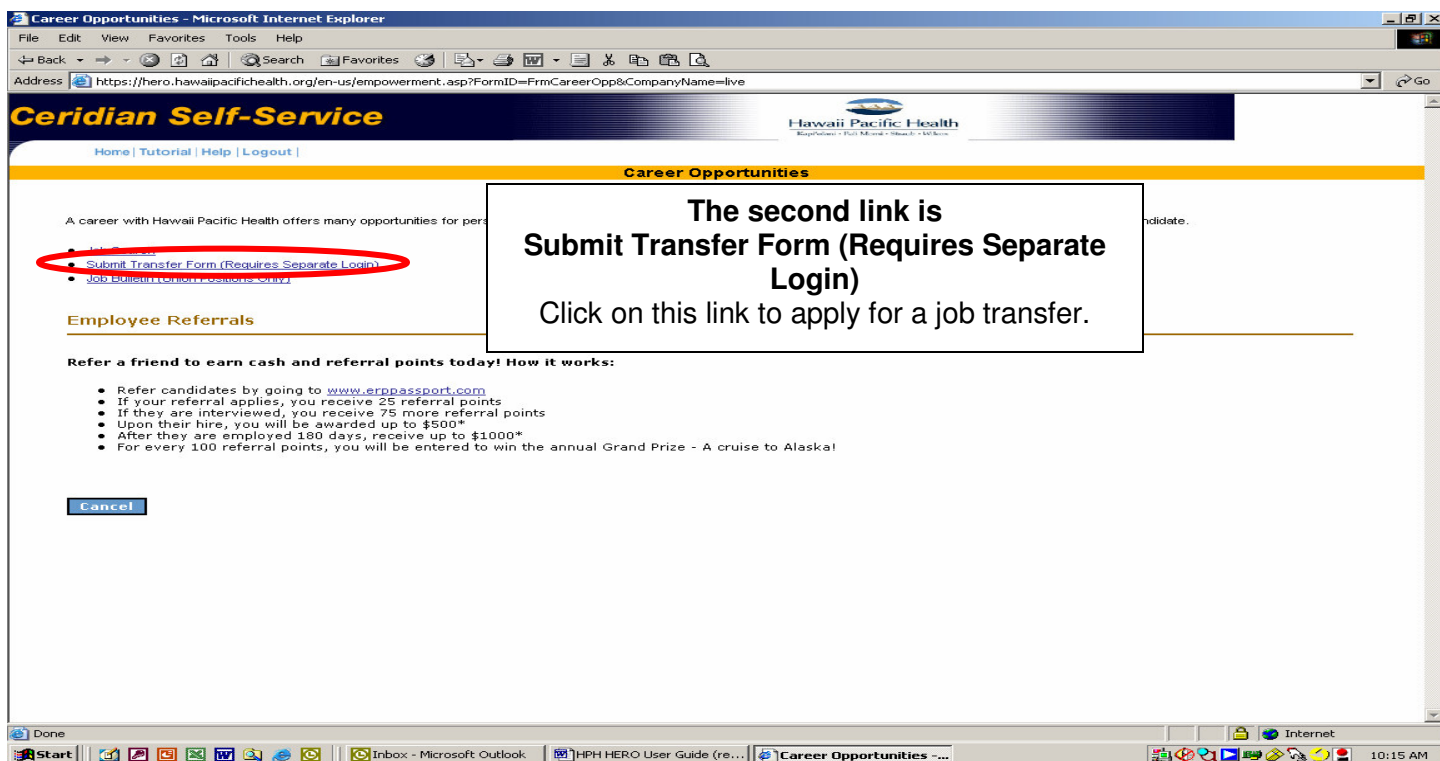 Career Opportunities - Microsoft Internet Explorer
File Edit View Favorites Tools Help
Back Search Favorites
Address https://hero.hawaiipacifichealth.org/en-us/empowerment.asp?FormID=FrmCareerOpp&CompanyName=live Go
Ceridian Self-Service
Hawaii Pacific Health
Home | Tutorial | Help | Logout |
Career Opportunities
A career with Hawaii Pacific Health offers many opportunities for
The second link is
Submit Transfer Form (Requires Separate
Login)
Click on this link to apply for a job transfer.
Submit Transfer Form (Requires Separate Login)
Job Bulletin (Union Positions Only)
Employee Referrals
Refer a friend to earn cash and referral points today! How it works:
Refer candidates by going to www.erppassport.com
If your referral applies, you receive 25 referral points
If they are interviewed, you receive 75 more referral points
Upon their hire, you will be awarded up to $500*
After they are employed 180 days, receive up to $1000*
For every 100 referral points, you will be entered to win the annual Grand Prize - A cruise to Alaska!
Cancel
Done
Internet
Start Inbox - Microsoft Outlook HPH HERO User Guide (re... Career Opportunities -... 10:15 AM